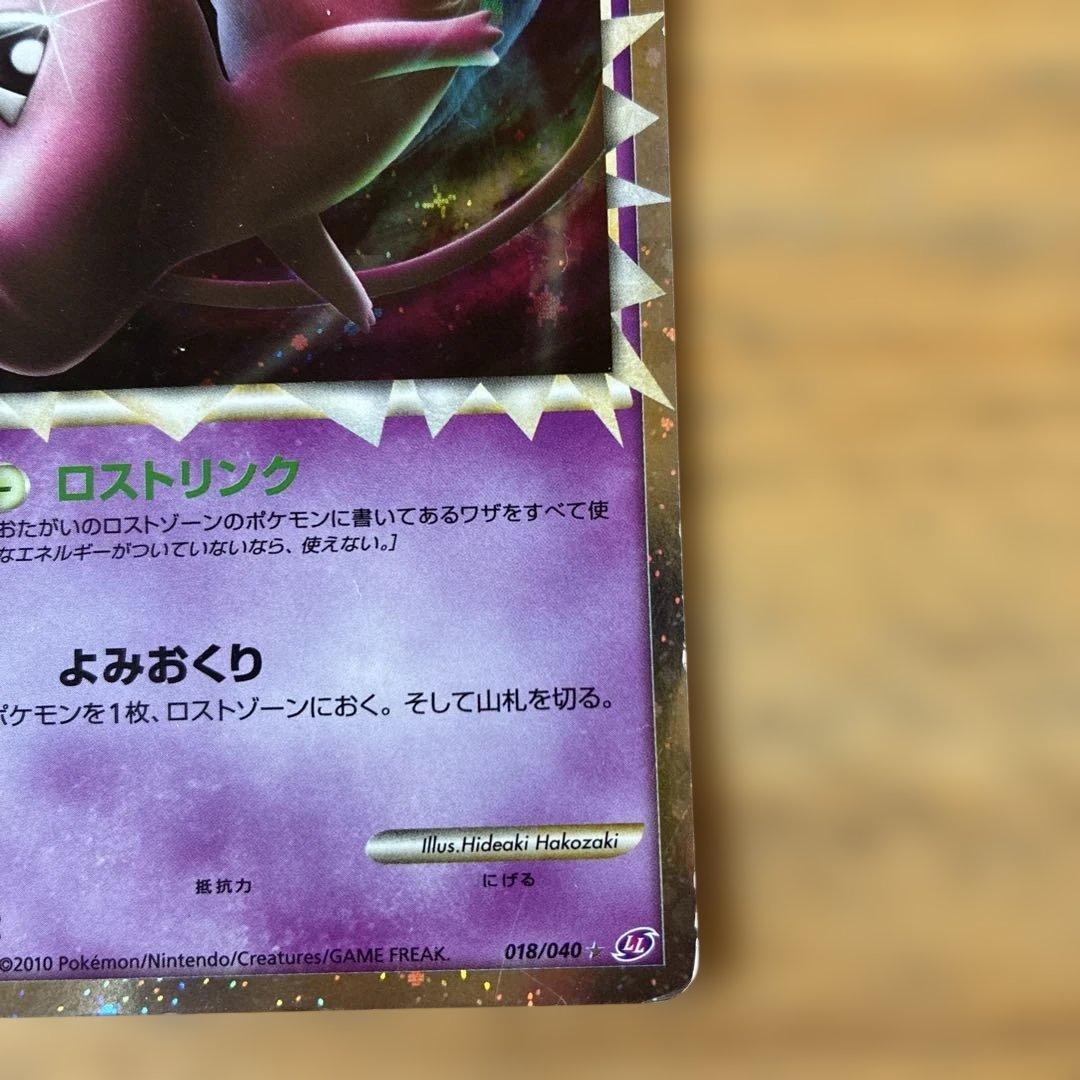 ロストリンク
おたがいのロストゾーンのポケモンに書いてあるワザをすべて使
なエネルギーがついていないなら、使えない。]
よみおくり
ポケモンを1枚、ロストゾーンにおく。そして山札を切る。
Illus.Hideaki Hakozaki
抵抗力
にげる
©2010 Pokémon/Nintendo/Creatures/GAME FREAK.
018/040 LL